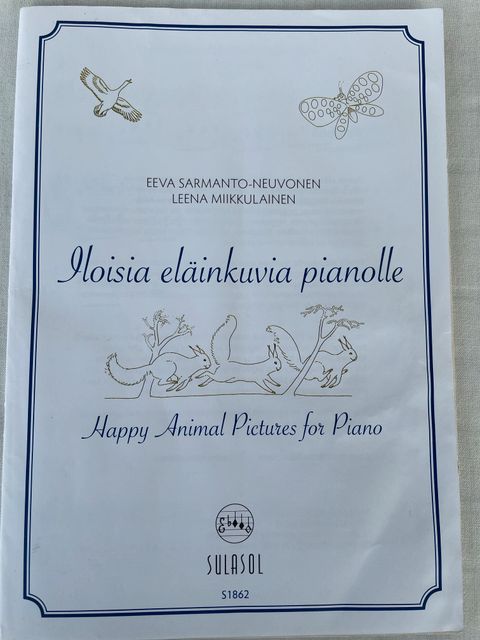 EEVA SARMANTO-NEUVONEN
LEENA MIIKKULAINEN
Iloisia eläinkuvia pianolle
Happy Animal Pictures for Piano
SULASOL
S1862